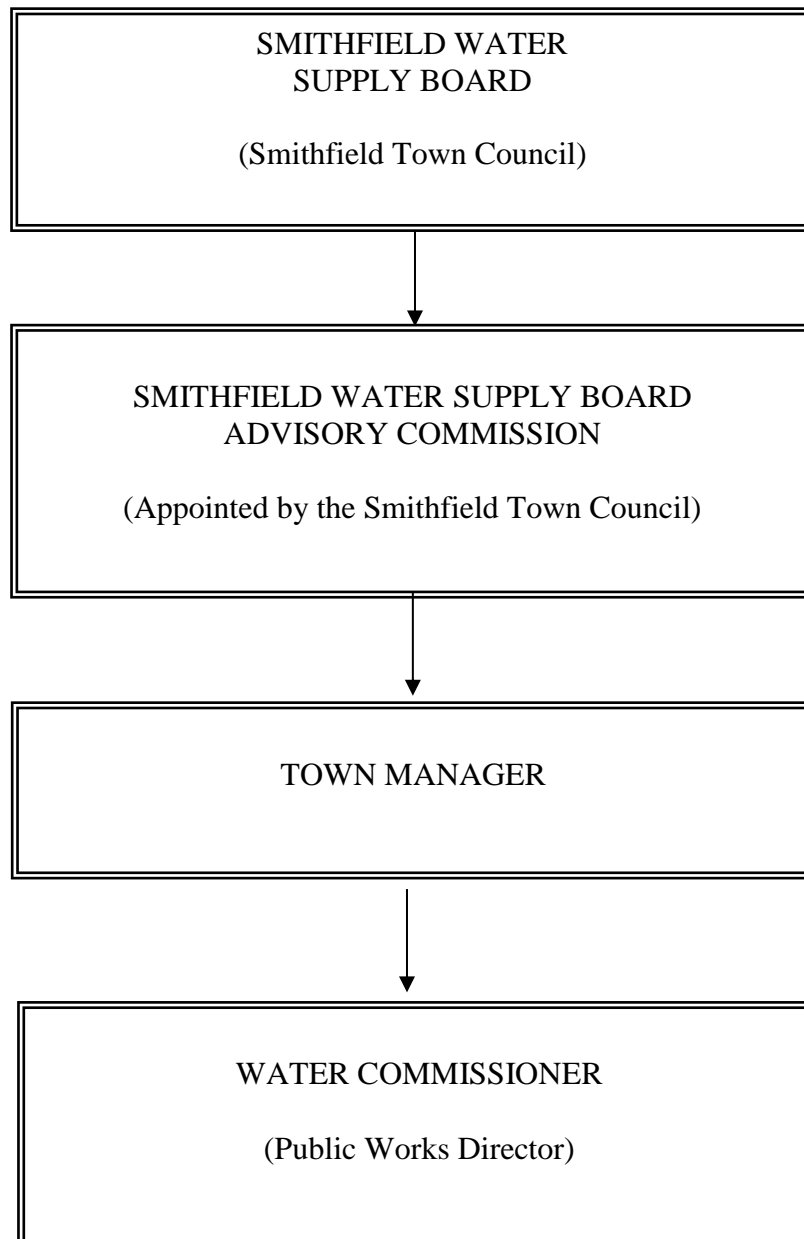 SMITHFIELD WATER
SUPPLY BOARD
(Smithfield Town Council)
SMITHFIELD WATER SUPPLY BOARD
ADVISORY COMMISSION
(Appointed by the Smithfield Town Council)
TOWN MANAGER
WATER COMMISSIONER
(Public Works Director)